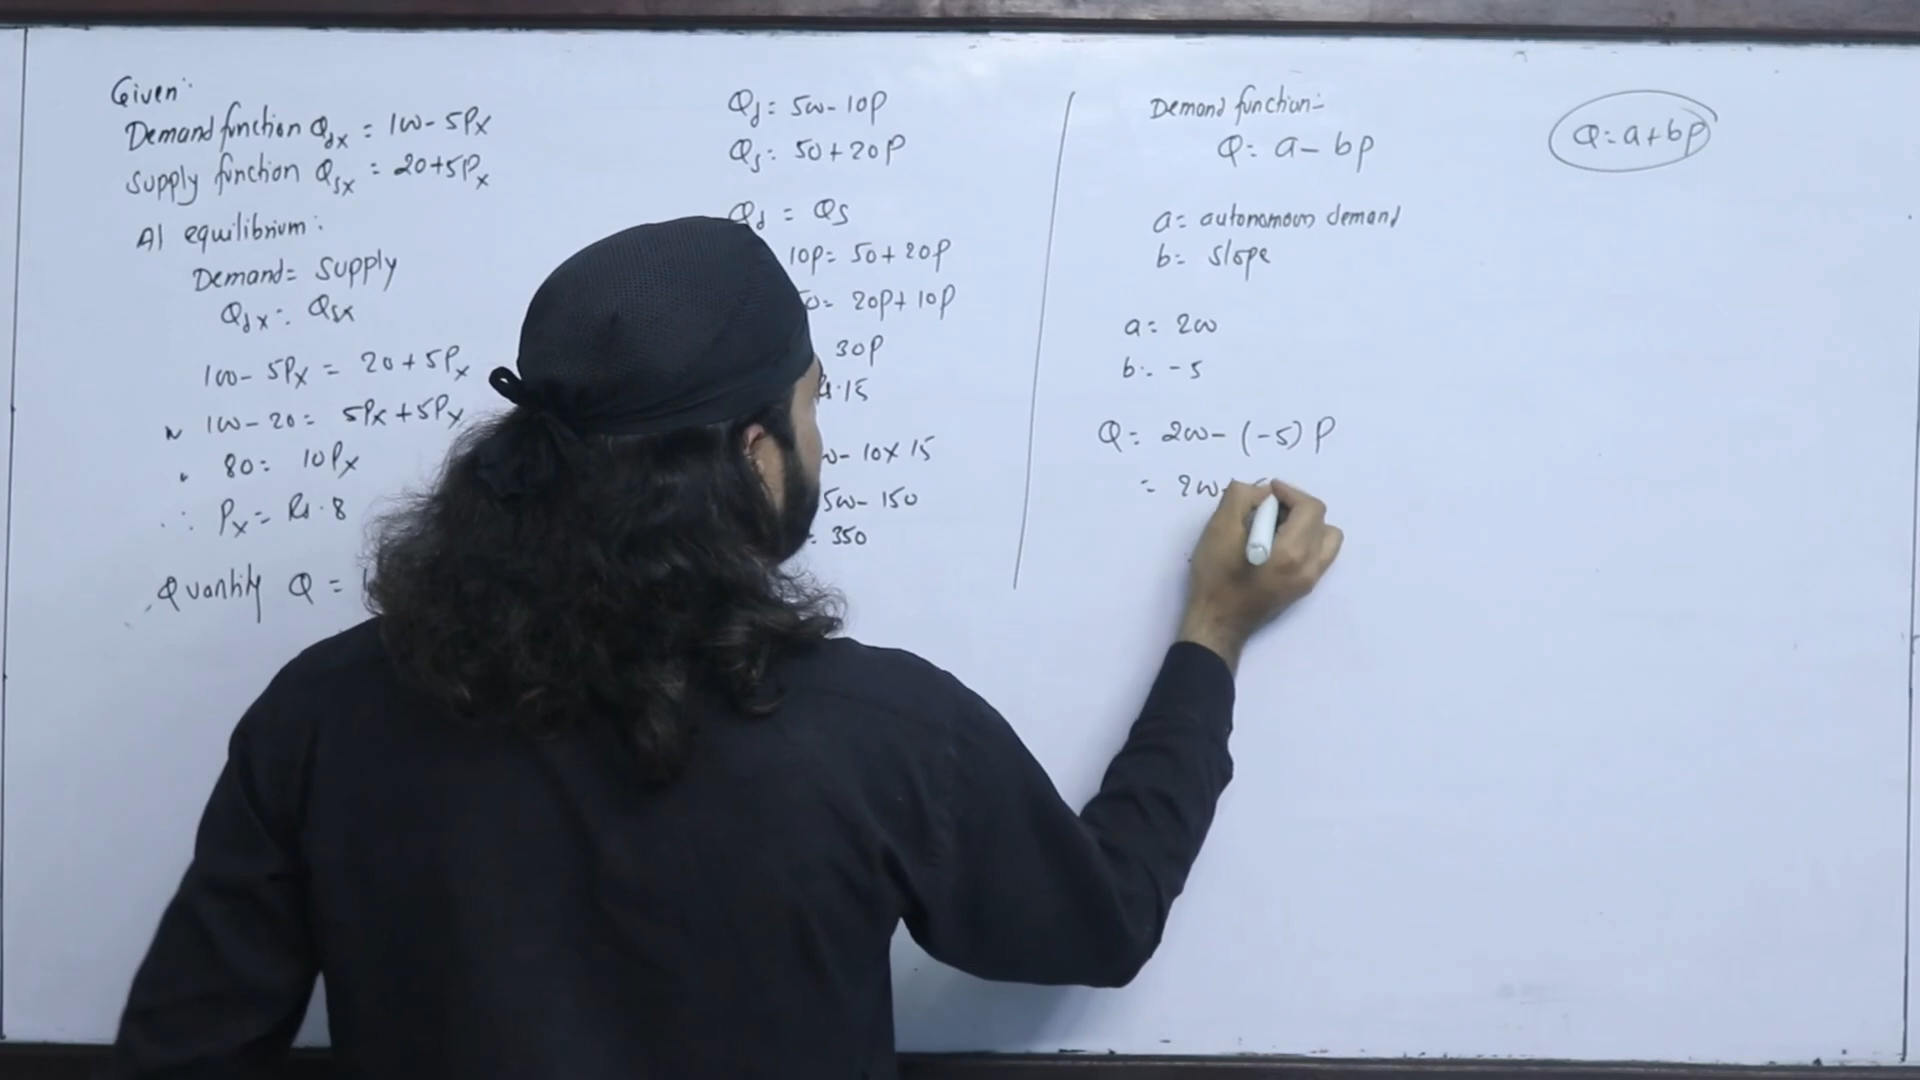 Given:
Demand function Qdx = 100 - 5Px
Supply function Qsx = 20+5Px
At equilibrium:
Demand = Supply
Qdx = Qsx
100 - 5Px = 20 + 5Px
100 - 20 = 5Px + 5Px
80 = 10Px
∴ Px = Rs. 8
Quantity Q =
Qd = 500 - 10P
Qs = 50 + 20P
Qd = QS
10P = 50 + 20P
= 20P + 10P
30P
15
- 10 X 15
500 - 150
= 350
Demand function:-
Q = a - bp
a = autonomous demand
b = slope
a = 200
b = -5
Q = 200 - (-5) P
= 200
Q = a + bp